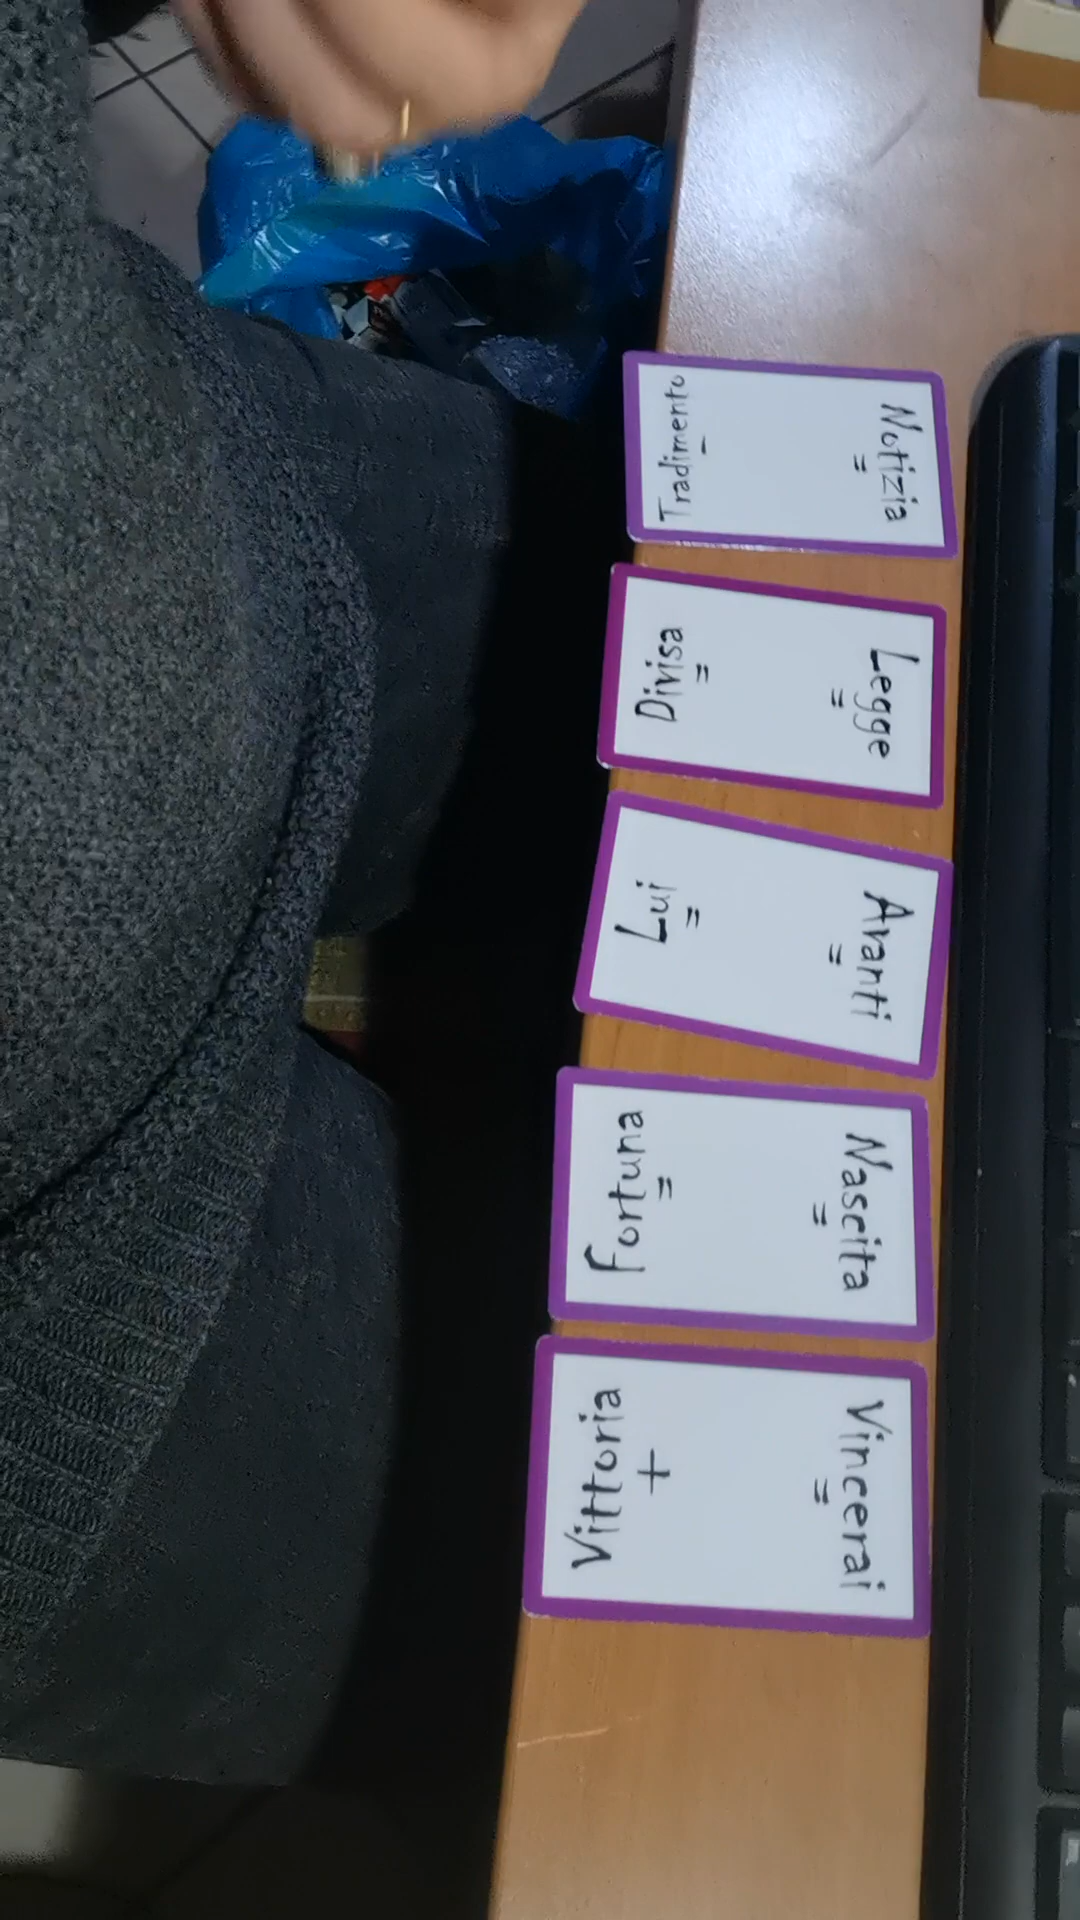 Notizia
=
Tradimento
-
Legge
=
Divisa
=
Avanti
=
Lui
=
Nascita
=
Fortuna
=
Vincerai
=
Vittoria
+